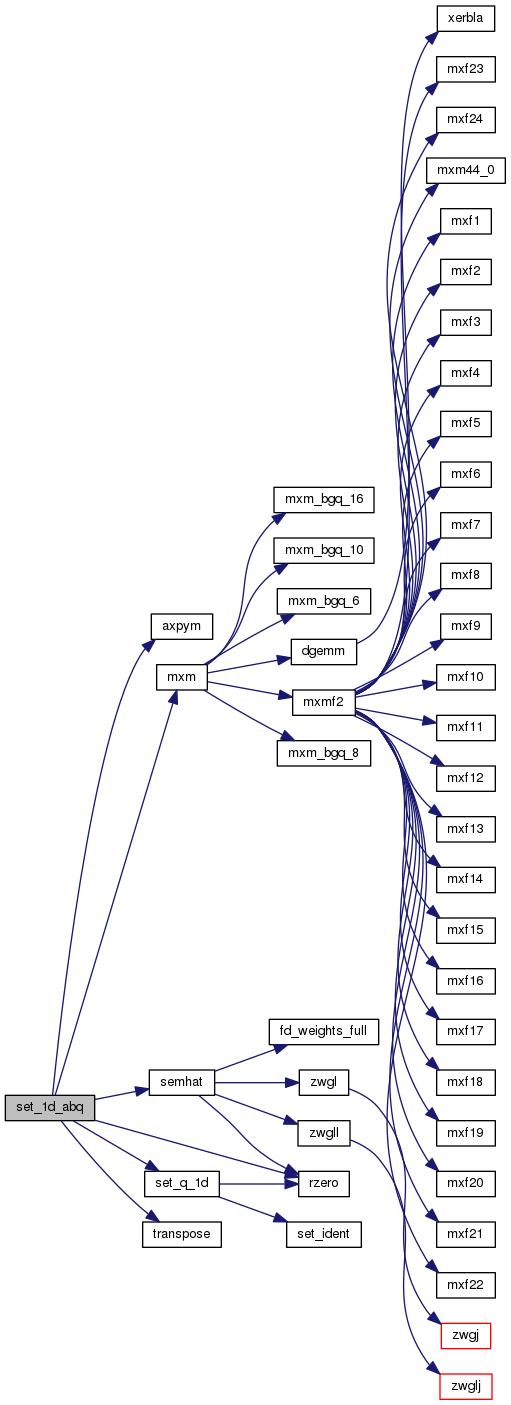 xerbla
mxf23
mxf24
mxm44_0
mxf1
mxf2
mxf3
mxf4
mxf5
mxf6
mxm_bgq_16
mxf7
mxm_bgq_10
mxf8
mxm_bgq_6
axpym
mxf9
dgemm
mxm
mxf10
mxmf2
mxf11
mxm_bgq_8
mxf12
mxf13
mxf14
mxf15
mxf16
fd_weights_full
mxf17
semhat
zwgl
mxf18
set_1d_abq
zwgll
mxf19
set_q_1d
rzero
mxf20
transpose
set_ident
mxf21
mxf22
zwgj
zwglj